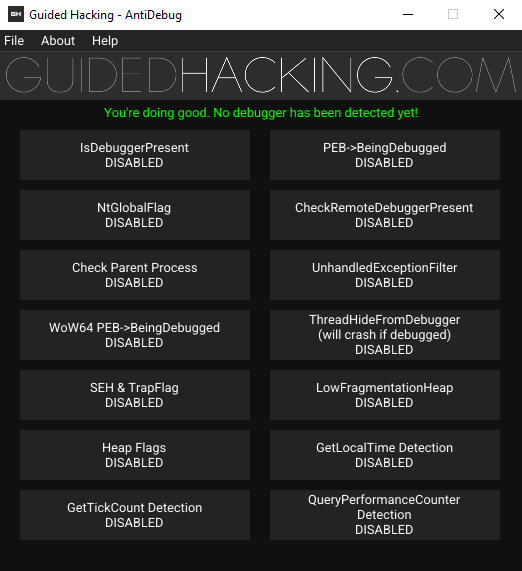 GH Guided Hacking - AntiDebug
File About Help
GUIDEDHACKING.COM
You're doing good. No debugger has been detected yet!
IsDebuggerPresent
DISABLED
PEB->BeingDebugged
DISABLED
NtGlobalFlag
DISABLED
CheckRemoteDebuggerPresent
DISABLED
Check Parent Process
DISABLED
UnhandledExceptionFilter
DISABLED
WoW64 PEB->BeingDebugged
DISABLED
ThreadHideFromDebugger
(will crash if debugged)
DISABLED
SEH & TrapFlag
DISABLED
LowFragmentationHeap
DISABLED
Heap Flags
DISABLED
GetLocalTime Detection
DISABLED
GetTickCount Detection
DISABLED
QueryPerformanceCounter
Detection
DISABLED